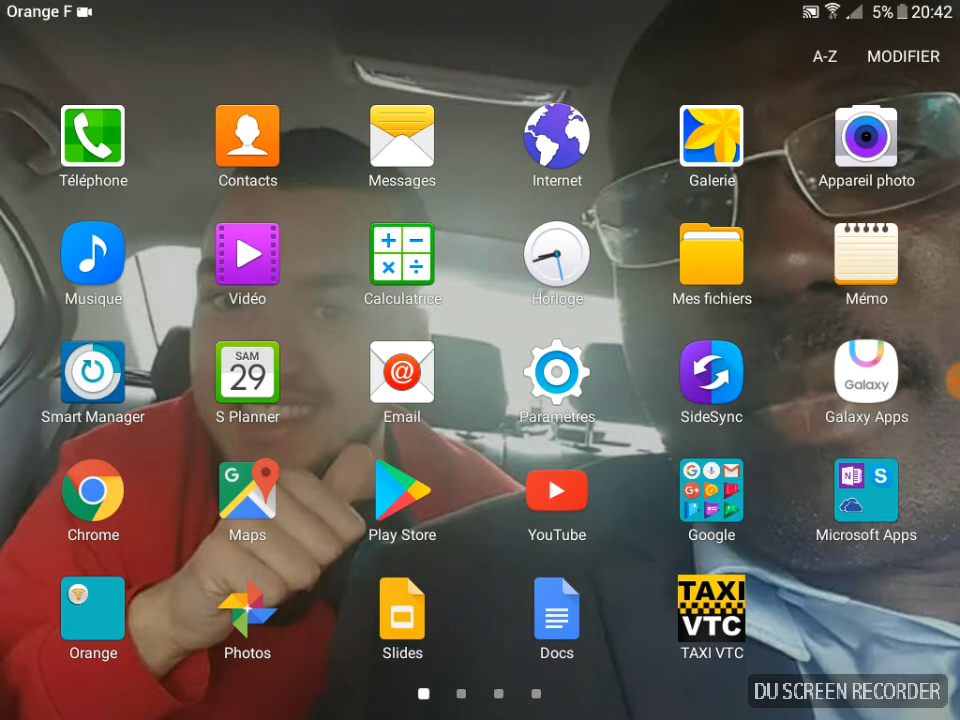 Orange F 5% 20:42
A-Z MODIFIER
Téléphone Contacts Messages Internet Galerie Appareil photo
Musique Vidéo Calculatrice Horloge Mes fichiers Mémo
SAM
29
@
Galaxy
Smart Manager S Planner Email Paramètres SideSync Galaxy Apps
G G G+ N S
Chrome Maps Play Store YouTube Google Microsoft Apps
TAXI
VTC
Orange Photos Slides Docs TAXI VTC
DU SCREEN RECORDER